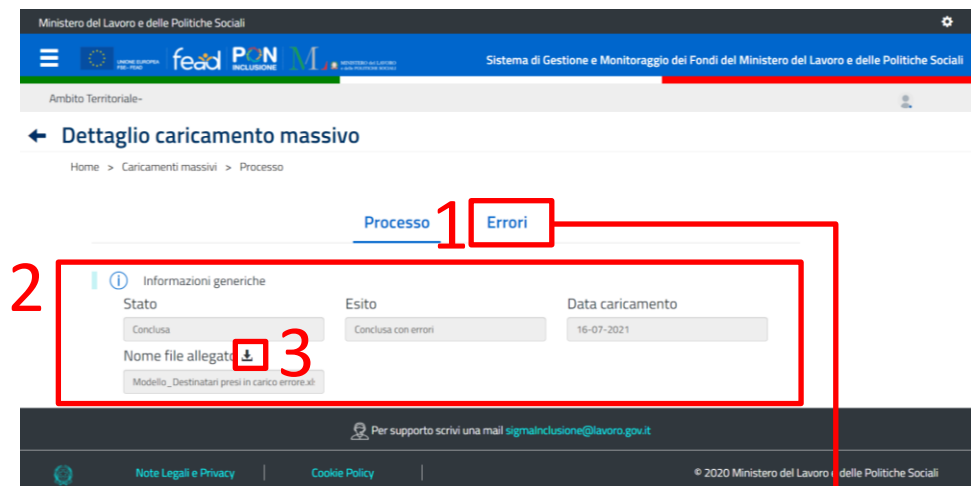 Ministero del Lavoro e delle Politiche Sociali
UNIONE EUROPEA fead PON INCLUSIONE Sistema di Gestione e Monitoraggio dei Fondi del Ministero del Lavoro e delle Politiche Sociali
Ambito Territoriale-
Dettaglio caricamento massivo
Home > Caricamenti massivi > Processo
Processo 1 Errori
2
Informazioni generiche
Stato Esito Data caricamento
Conclusa Conclusa con errori 16-07-2021
Nome file allegato 3
Modello_Destinatari presi in carico errore.xl
Per supporto scrivi una mail sigmaInclusione@lavoro.gov.it
Note Legali e Privacy | Cookie Policy | © 2020 Ministero del Lavoro e delle Politiche Sociali